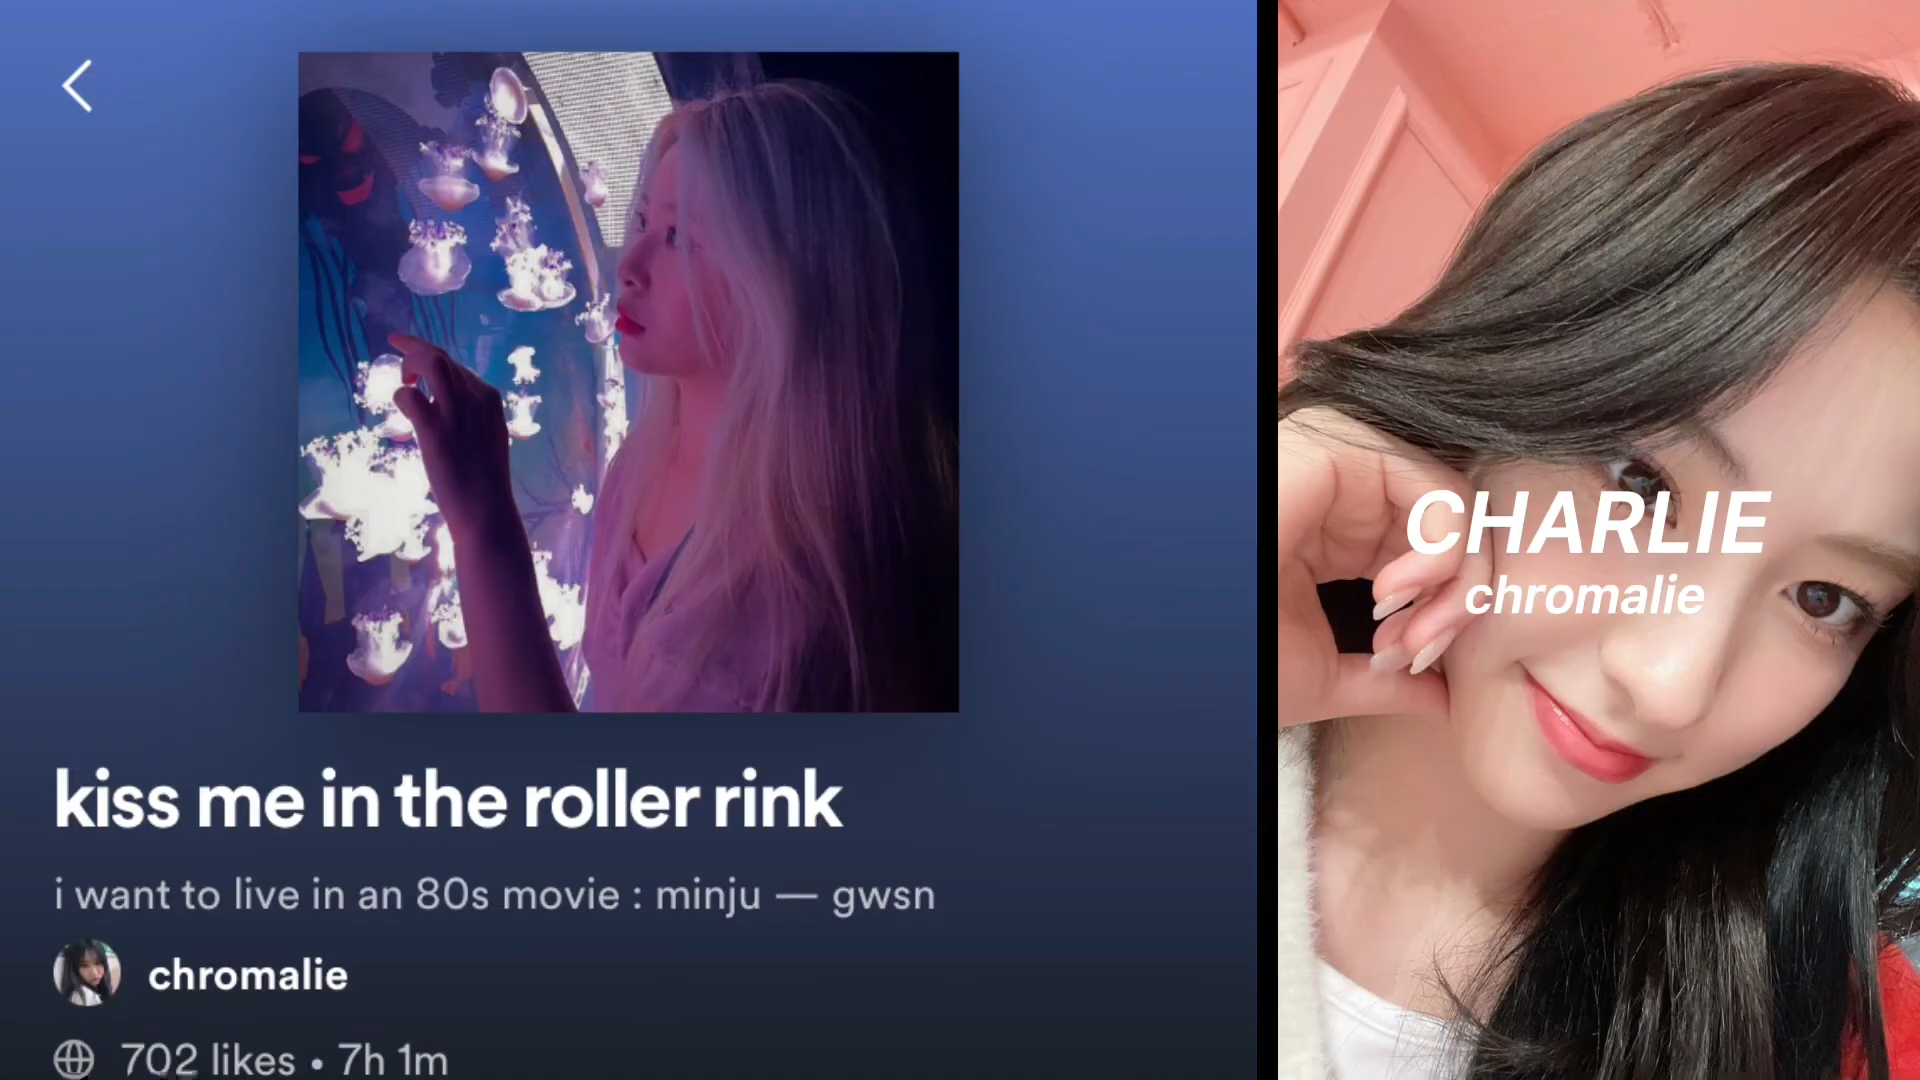 kiss me in the roller rink
i want to live in an 80s movie : minju — gwsn
chromalie
702 likes • 7h 1m
CHARLIE
chromalie